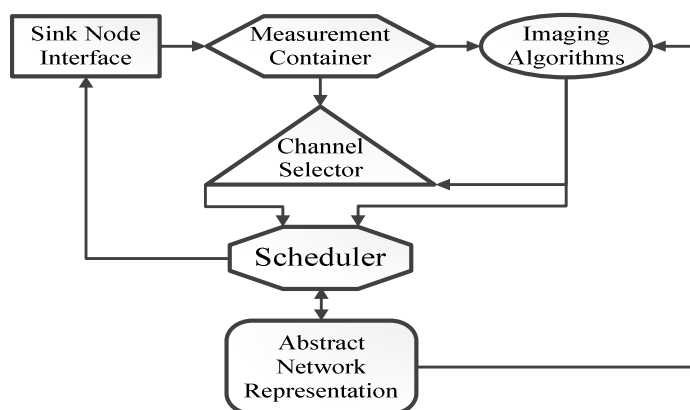 Sink Node
Interface
Measurement
Container
Imaging
Algorithms
Channel
Selector
Scheduler
Abstract
Network
Representation